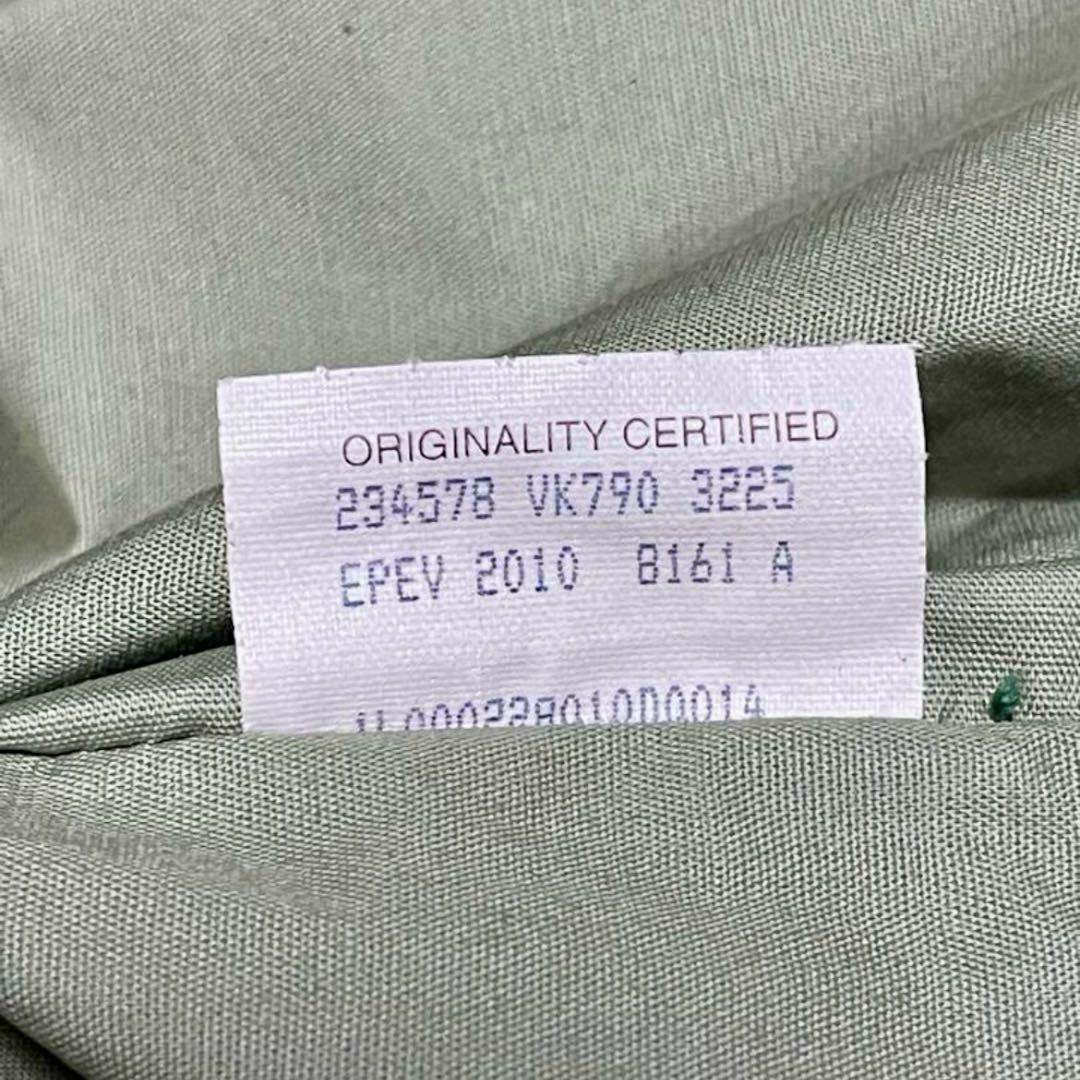 ORIGINALITY CERTIFIED
234578 VK790 3225
EPEV 2010 8161 A